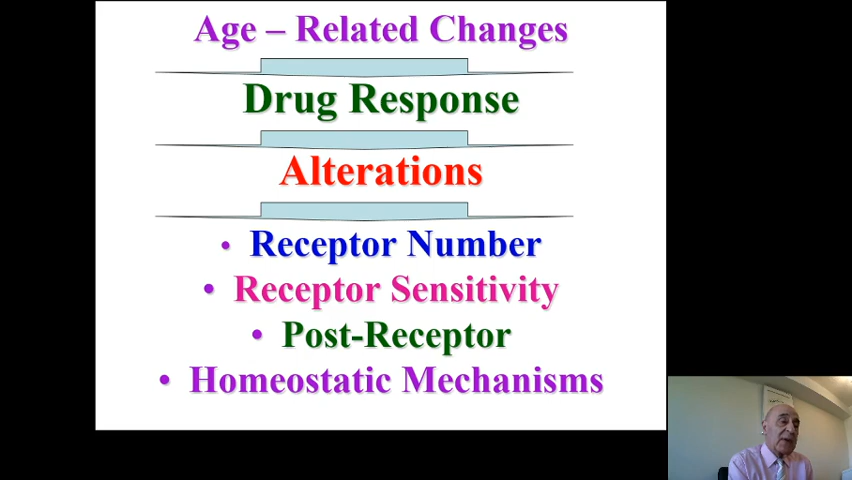 Age – Related Changes
Drug Response
Alterations
• Receptor Number
• Receptor Sensitivity
• Post-Receptor
• Homeostatic Mechanisms